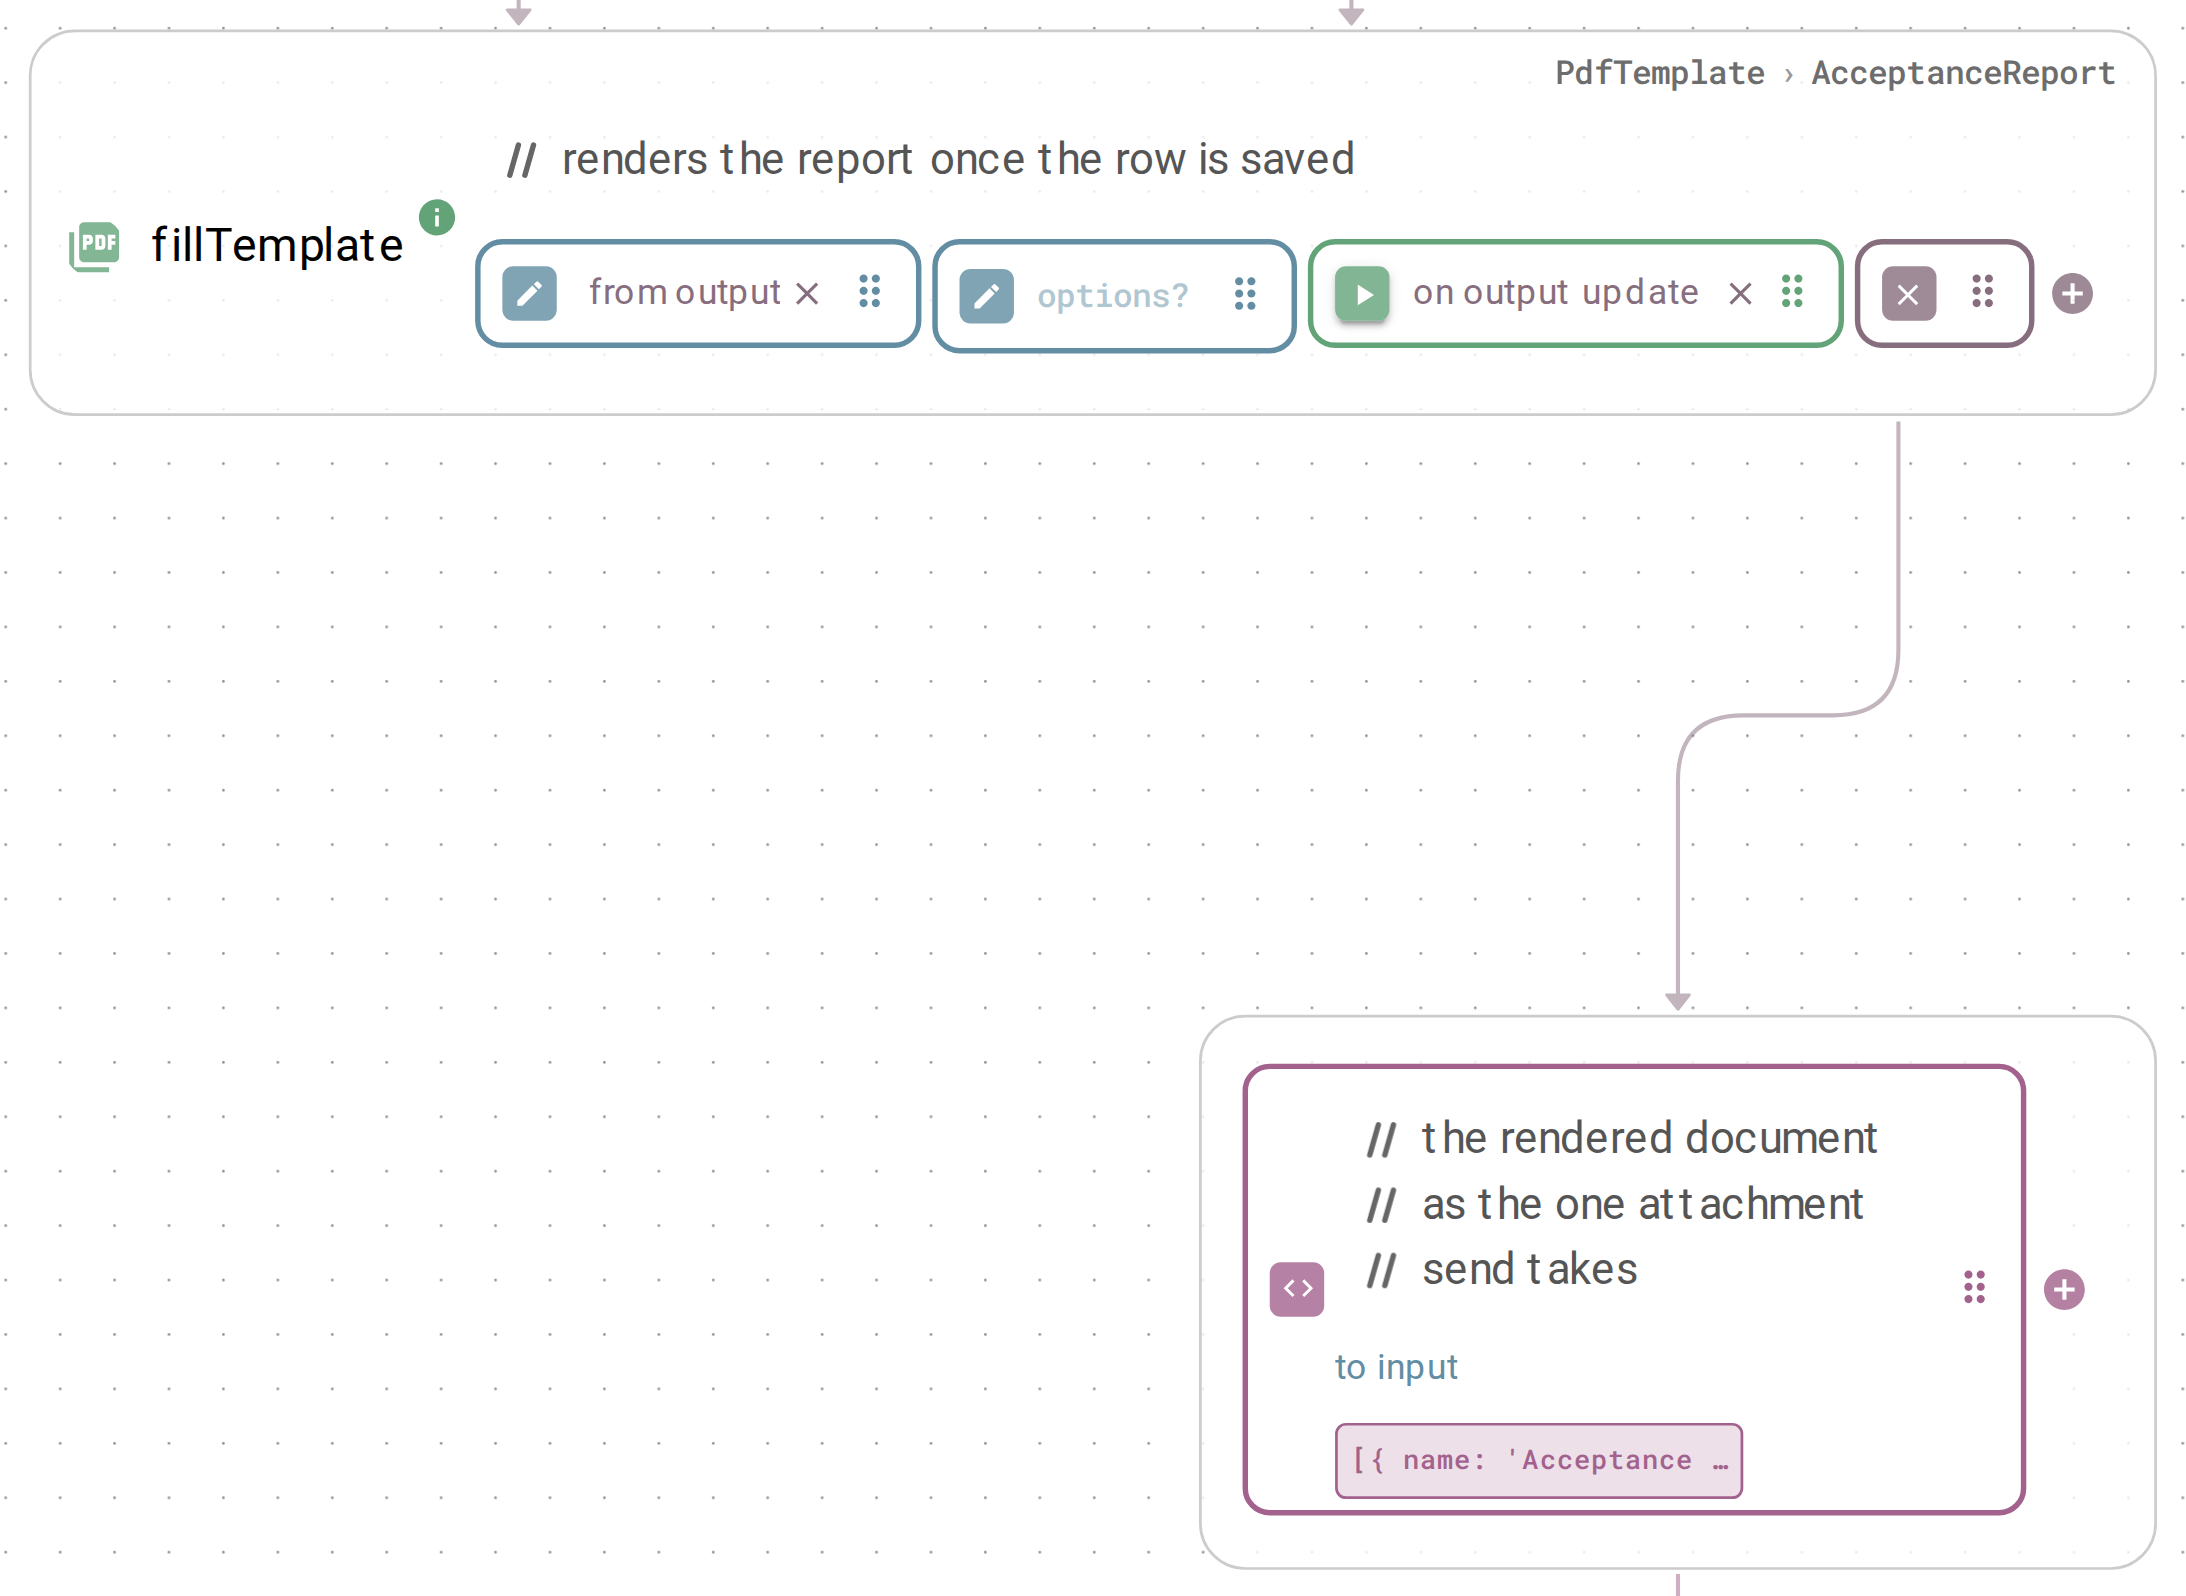 PdfTemplate › AcceptanceReport
// renders the report once the row is saved
PDF fillTemplate
from output
options?
on output update
// the rendered document
// as the one attachment
// send takes
to input
[{ name: 'Acceptance …